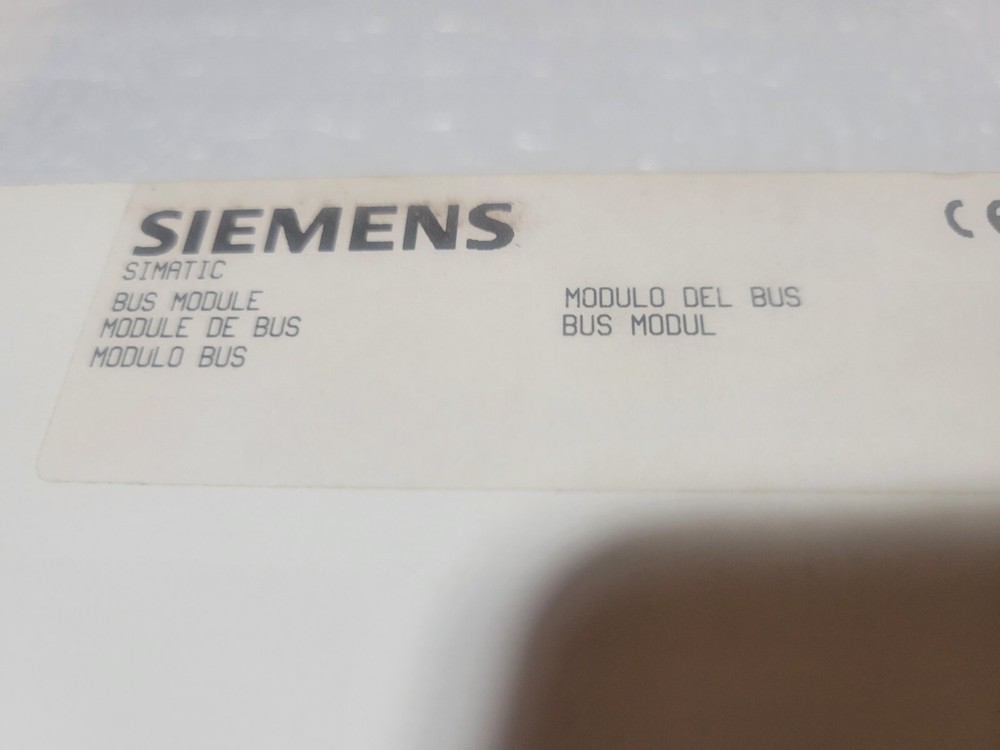 SIEMENS
SIMATIC
BUS MODULE
MODULE DE BUS
MODULO BUS
MODULO DEL BUS
BUS MODUL
CE